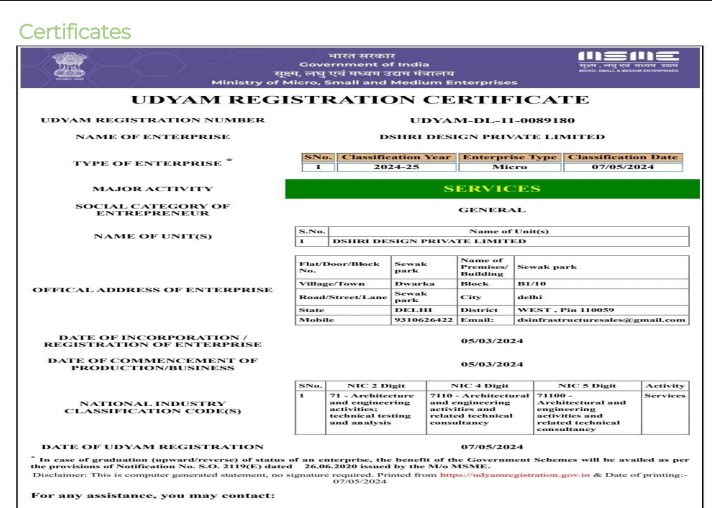 Certificates
भारत सरकार
Government of India
सूक्ष्म, लघु एवं मध्यम उद्यम मंत्रालय
Ministry of Micro, Small and Medium Enterprises
msme
सूक्ष्म, लघु एवं मध्यम उद्यम
MICRO, SMALL & MEDIUM ENTERPRISES
UDYAM REGISTRATION CERTIFICATE
UDYAM REGISTRATION NUMBER UDYAM-DL-11-0089180
NAME OF ENTERPRISE DSHRI DESIGN PRIVATE LIMITED
TYPE OF ENTERPRISE *
SNo. Classification Year Enterprise Type Classification Date
1 2024-25 Micro 07/05/2024
MAJOR ACTIVITY SERVICES
SOCIAL CATEGORY OF
ENTREPRENEUR
GENERAL
NAME OF UNIT(S)
S.No. Name of Unit(s)
1 DSHRI DESIGN PRIVATE LIMITED
OFFICAL ADDRESS OF ENTERPRISE
Flat/Door/Block
No.
Sewak
park
Name of
Premises/
Building
Sewak park
Village/Town Dwarka Block B1/10
Road/Street/Lane
Sewak
park
City delhi
State DELHI District WEST , Pin 110059
Mobile 9310626422 Email: dsinfrastructuresales@gmail.com
DATE OF INCORPORATION /
REGISTRATION OF ENTERPRISE
05/03/2024
DATE OF COMMENCEMENT OF
PRODUCTION/BUSINESS
05/03/2024
NATIONAL INDUSTRY
CLASSIFICATION CODE(S)
SNo. NIC 2 Digit NIC 4 Digit NIC 5 Digit Activity
1
71 - Architecture
and engineering
activities;
technical testing
and analysis
7110 - Architectural
and engineering
activities and
related technical
consultancy
71100 -
Architectural and
engineering
activities and
related technical
consultancy
Services
DATE OF UDYAM REGISTRATION 07/05/2024
* In case of graduation (upward/reverse) of status of an enterprise, the benefit of the Government Schemes will be availed as per
the provisions of Notification No. S.O. 2119(E) dated 26.06.2020 issued by the M/o MSME.
Disclaimer: This is computer generated statement, no signature required. Printed from https://udyamregistration.gov.in & Date of printing:-
07/05/2024
For any assistance, you may contact: